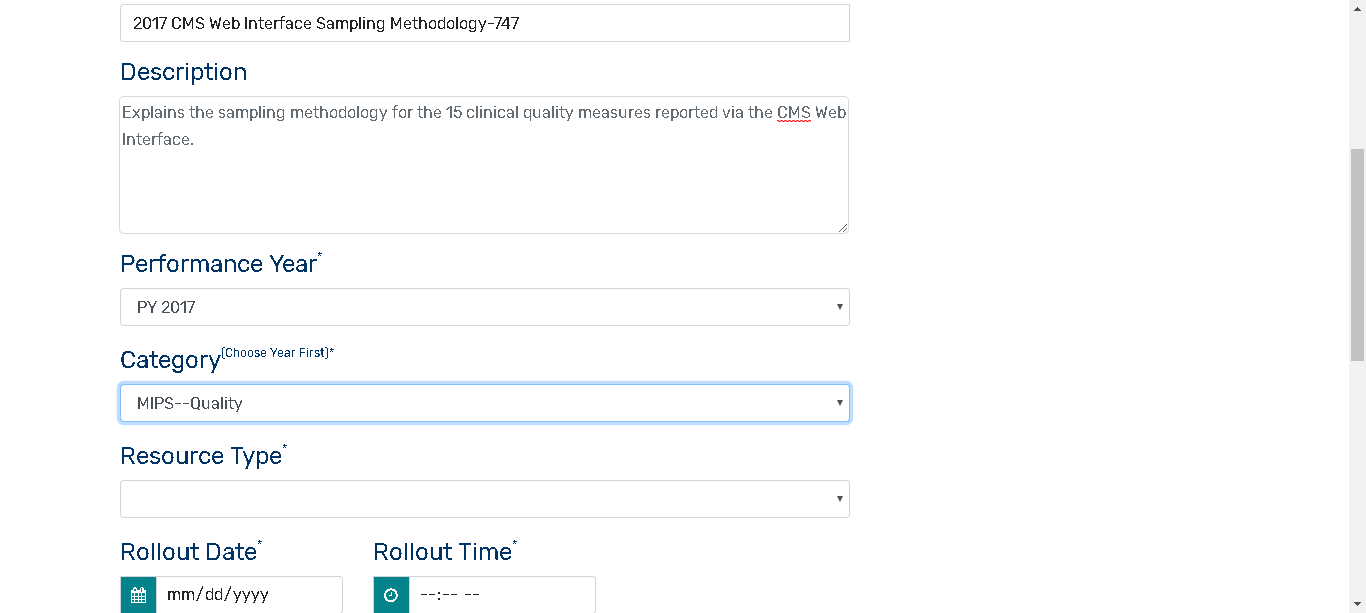 2017 CMS Web Interface Sampling Methodology-747
Description
Explains the sampling methodology for the 15 clinical quality measures reported via the CMS Web
Interface.
Performance Year*
PY 2017
Category(Choose Year First)*
MIPS--Quality
Resource Type*
Rollout Date* Rollout Time*
mm/dd/yyyy --:-- --